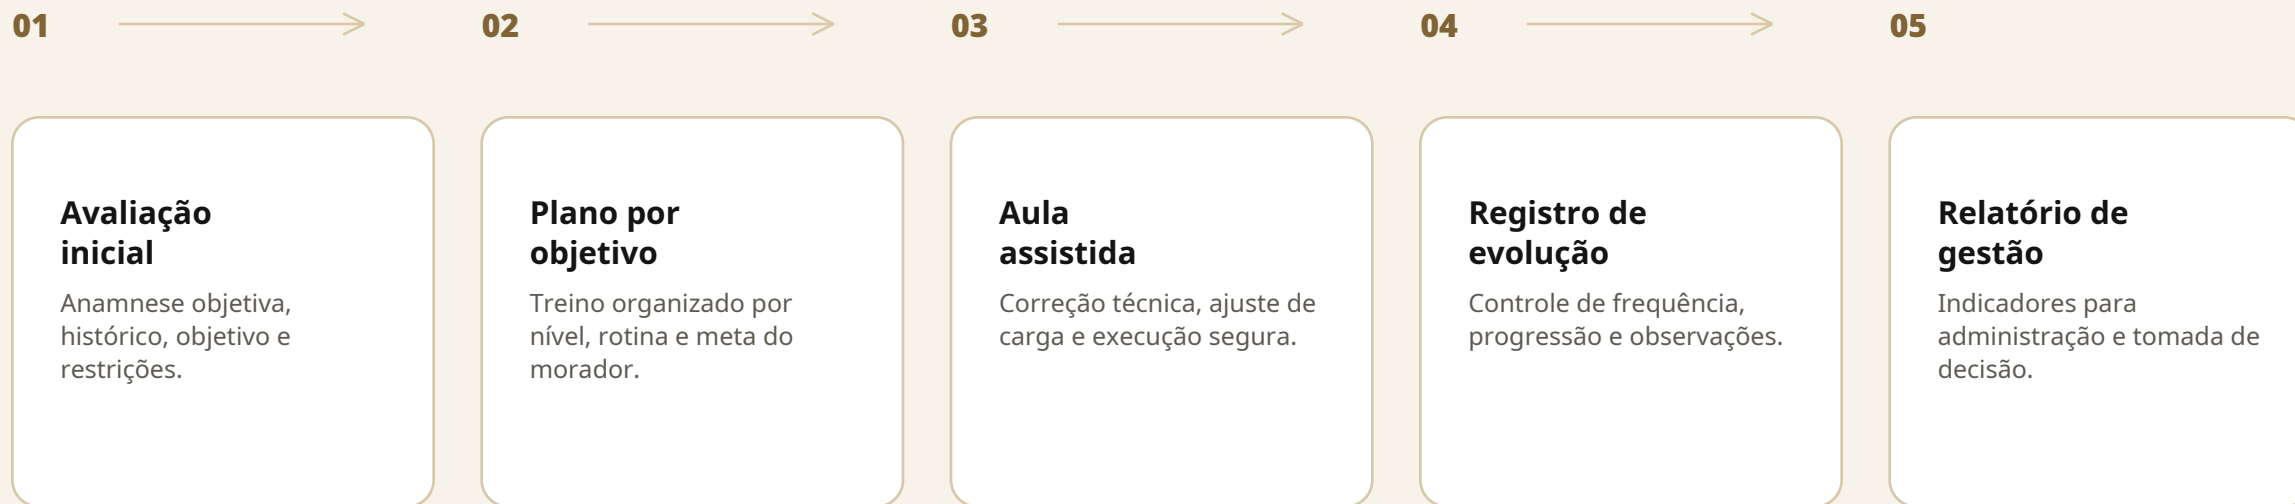 01
02
03
04
05
Avaliação
inicial
Anamnese objetiva,
histórico, objetivo e
restrições.
Plano por
objetivo
Treino organizado por
nível, rotina e meta do
morador.
Aula
assistida
Correção técnica, ajuste de
carga e execução segura.
Registro de
evolução
Controle de frequência,
progressão e observações.
Relatório de
gestão
Indicadores para
administração e tomada de
decisão.